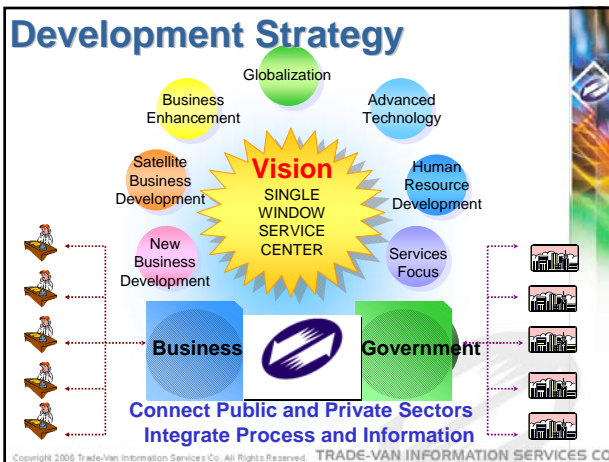 Development Strategy
Globalization
Business
Enhancement
Advanced
Technology
Satellite
Business
Development
Vision
SINGLE
WINDOW
SERVICE
CENTER
Human
Resource
Development
New
Business
Development
Services
Focus
Business
Government
Connect Public and Private Sectors
Integrate Process and Information
Copyright 2006 Trade-Van Information Services Co. All Rights Reserved.
TRADE-VAN INFORMATION SERVICES CO